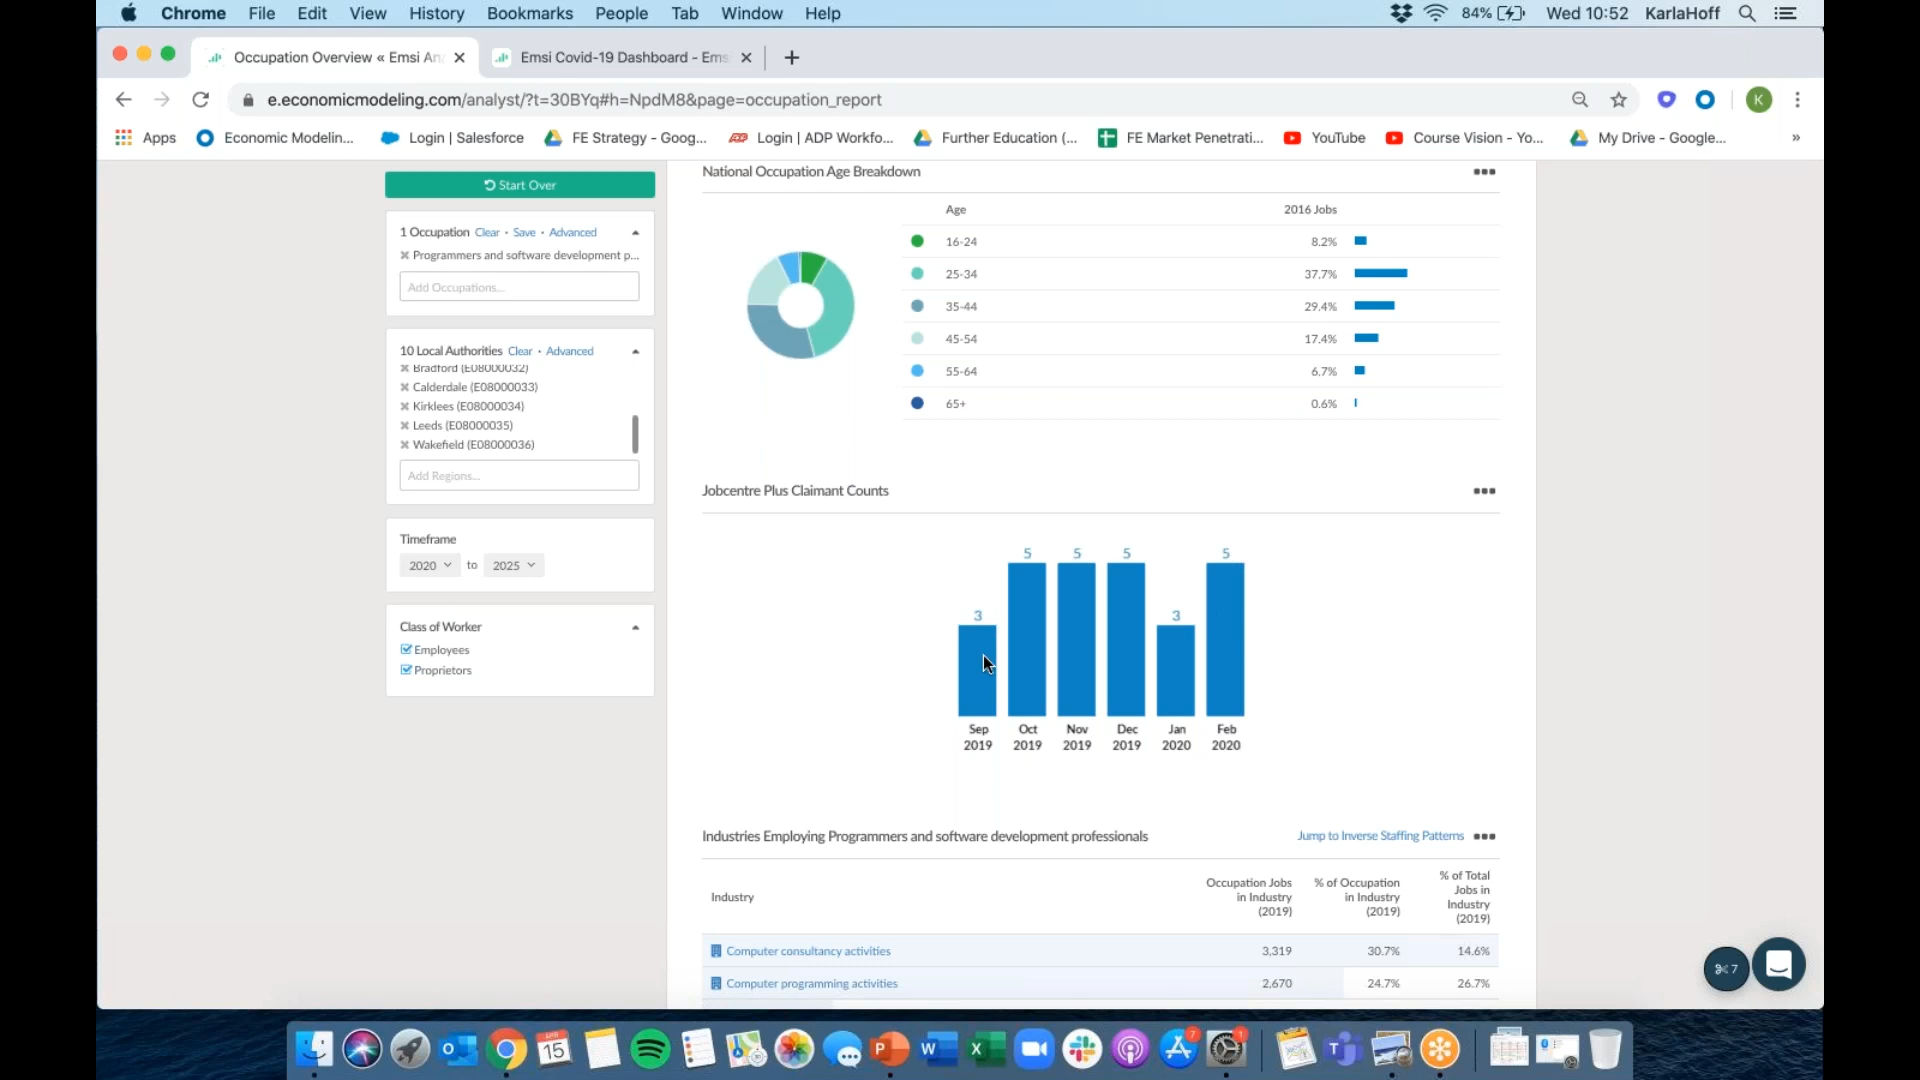 Chrome File Edit View History Bookmarks People Tab Window Help 84% Wed 10:52 KarlaHoff
Occupation Overview « Emsi An Emsi Covid-19 Dashboard - Ems
e.economicmodeling.com/analyst/?t=30BYq#h=NpdM8&page=occupation_report K
Apps Economic Modelin... Login | Salesforce FE Strategy - Goog... Login | ADP Workfo... Further Education (... FE Market Penetrati... YouTube Course Vision - Yo... My Drive - Google... »
Start Over
1 Occupation Clear · Save · Advanced
Programmers and software development p...
Add Occupations...
10 Local Authorities Clear · Advanced
Bradford (E08000032)
Calderdale (E08000033)
Kirklees (E08000034)
Leeds (E08000035)
Wakefield (E08000036)
Add Regions...
Timeframe
2020 to 2025
Class of Worker
Employees
Proprietors
National Occupation Age Breakdown
Age 2016 Jobs
16-24 8.2%
25-34 37.7%
35-44 29.4%
45-54 17.4%
55-64 6.7%
65+ 0.6%
Jobcentre Plus Claimant Counts
3 5 5 5 3 5
Sep Oct Nov Dec Jan Feb
2019 2019 2019 2019 2020 2020
Industries Employing Programmers and software development professionals Jump to Inverse Staffing Patterns
Industry
Occupation Jobs
in Industry
(2019)
% of Occupation
in Industry
(2019)
% of Total
Jobs in
Industry
(2019)
Computer consultancy activities 3,319 30.7% 14.6%
Computer programming activities 2,670 24.7% 26.7%
7
APR
15
7
1